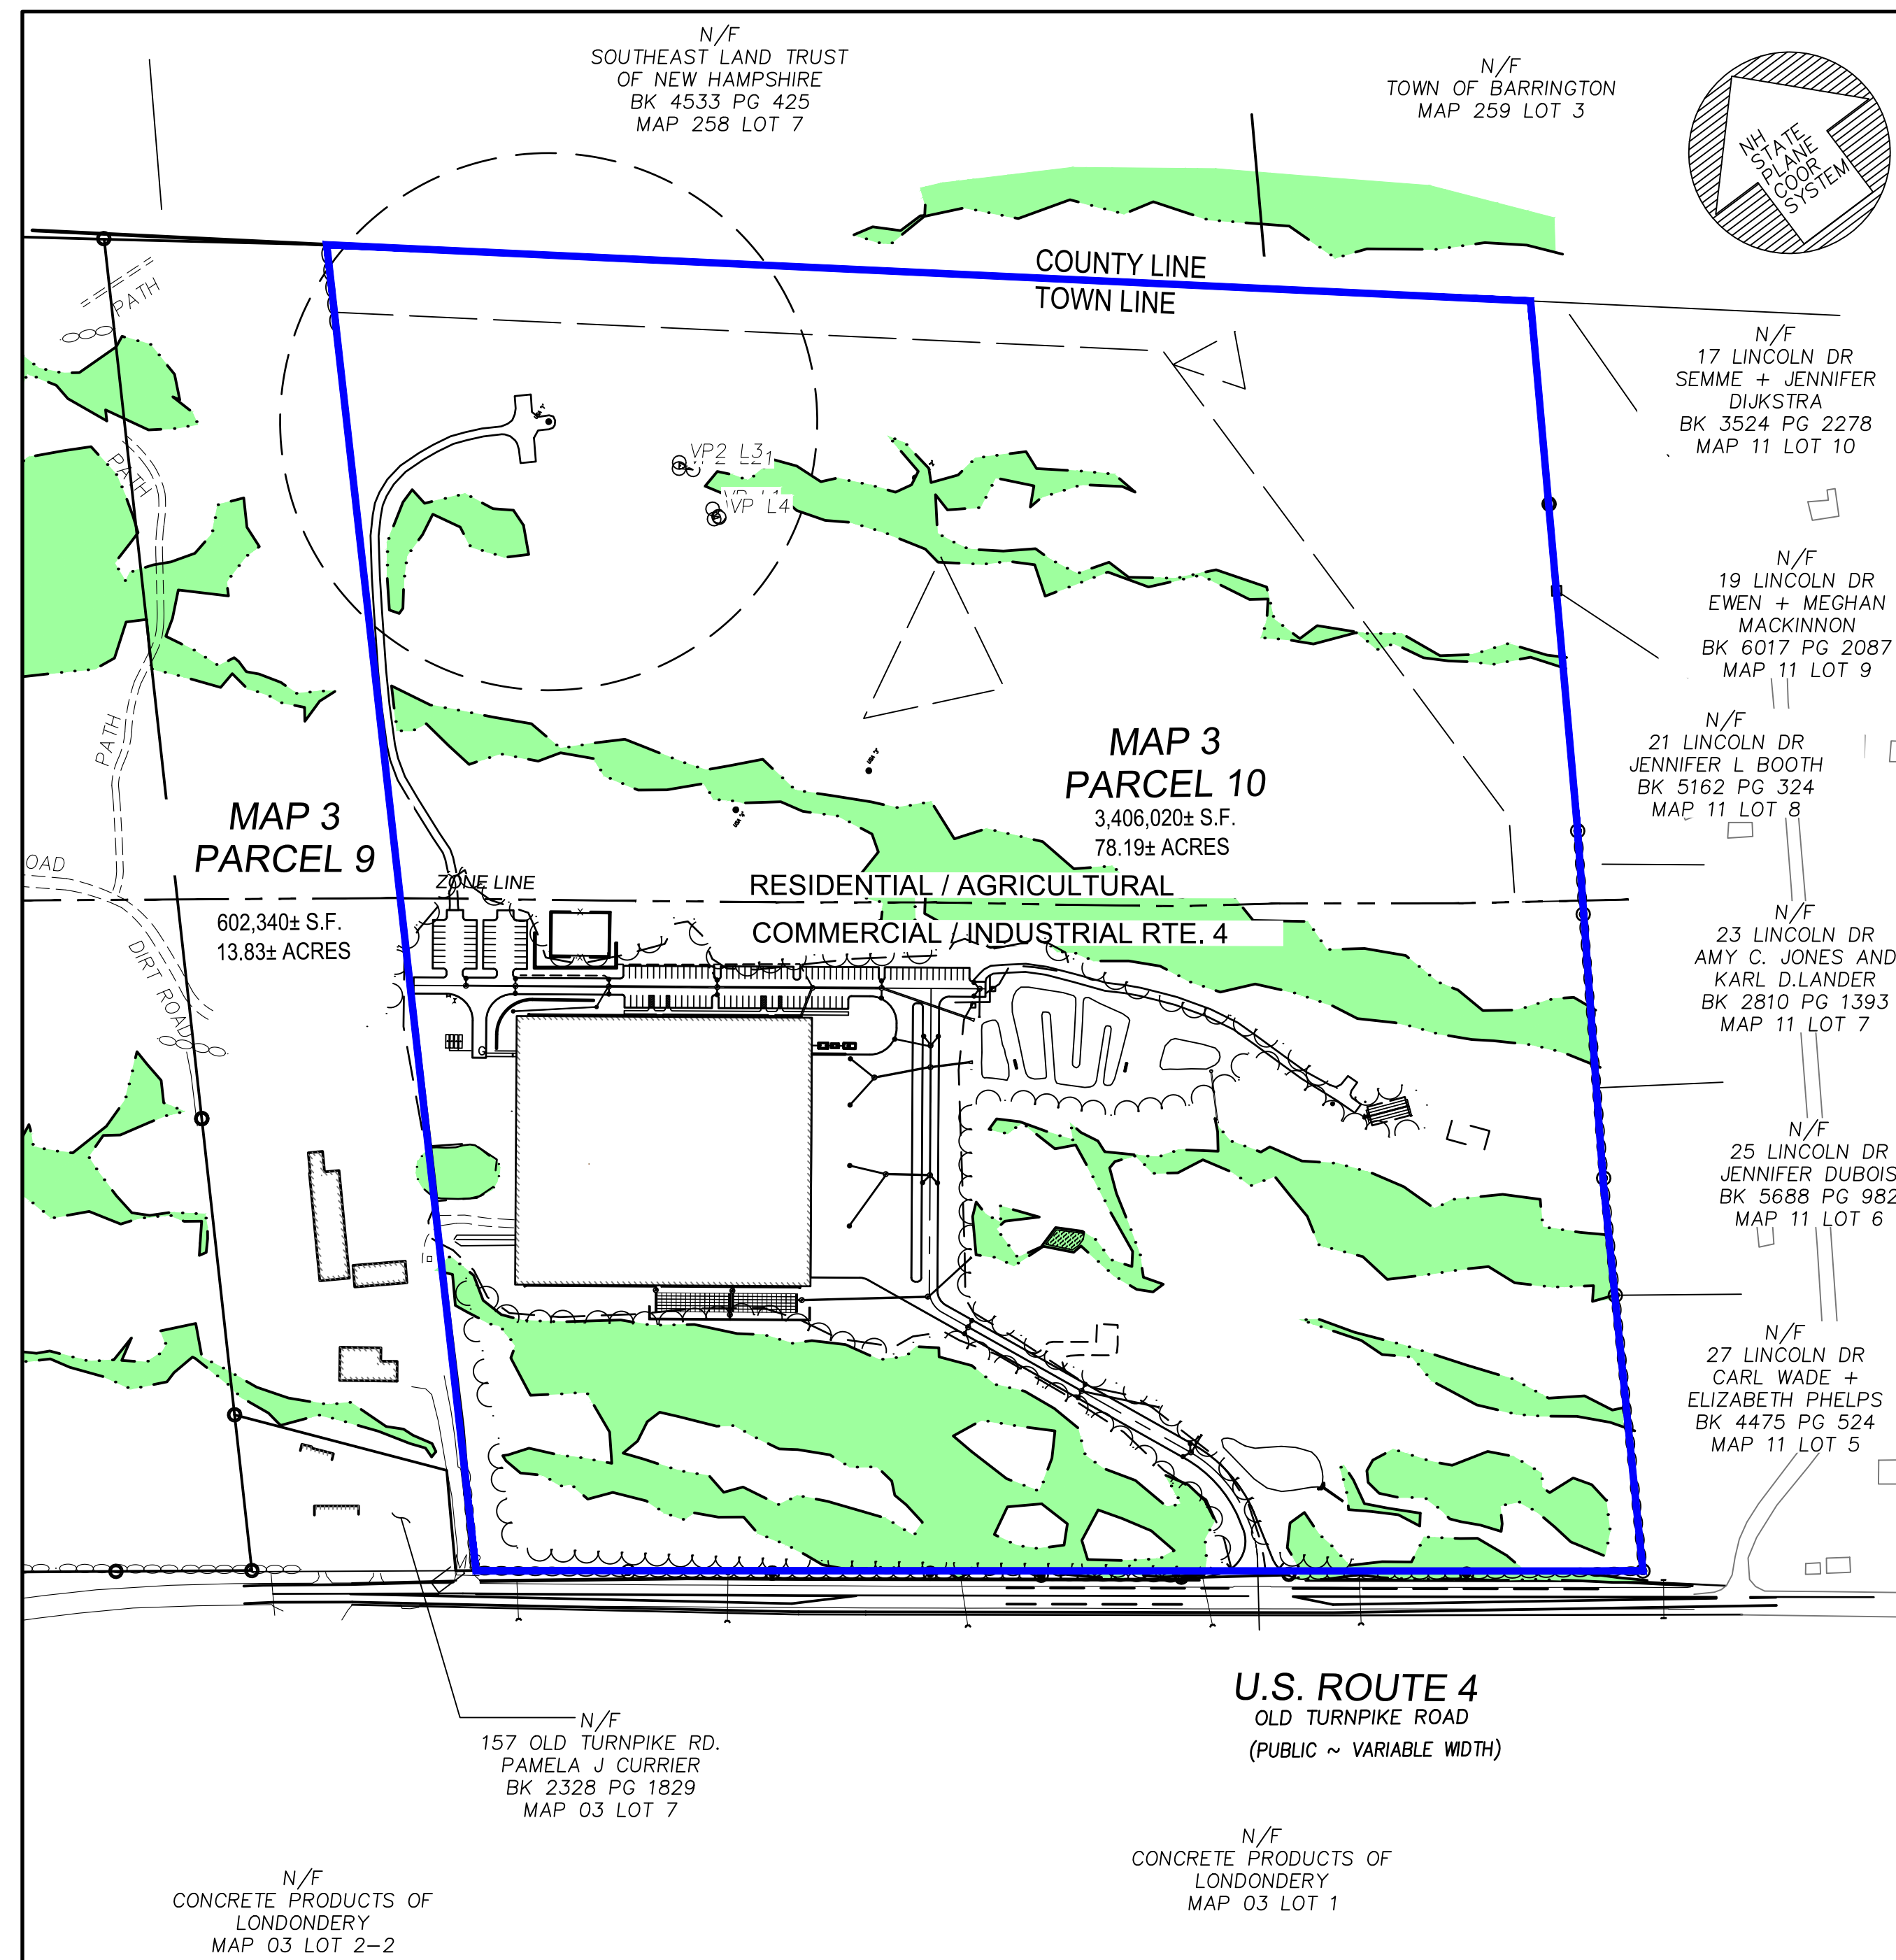 N/F
SOUTHEAST LAND TRUST
OF NEW HAMPSHIRE
BK 4533 PG 425
MAP 258 LOT 7
N/F
TOWN OF BARRINGTON
MAP 259 LOT 3
NH
STATE
PLANE
COOR
SYSTEM
COUNTY LINE
TOWN LINE
PATH
N/F
17 LINCOLN DR
SEMME + JENNIFER
DIJKSTRA
BK 3524 PG 2278
MAP 11 LOT 10
PATH
VP2 L3
VP L4
N/F
19 LINCOLN DR
EWEN + MEGHAN
MACKINNON
BK 6017 PG 2087
MAP 11 LOT 9
PATH
MAP 3
PARCEL 10
3,406,020± S.F.
78.19± ACRES
N/F
21 LINCOLN DR
JENNIFER L BOOTH
BK 5162 PG 324
MAP 11 LOT 8
MAP 3
PARCEL 9
602,340± S.F.
13.83± ACRES
OAD
DIRT ROAD
ZONE LINE
RESIDENTIAL / AGRICULTURAL
COMMERCIAL / INDUSTRIAL RTE. 4
N/F
23 LINCOLN DR
AMY C. JONES AND
KARL D.LANDER
BK 2810 PG 1393
MAP 11 LOT 7
G
N/F
25 LINCOLN DR
JENNIFER DUBOIS
BK 5688 PG 982
MAP 11 LOT 6
N/F
27 LINCOLN DR
CARL WADE +
ELIZABETH PHELPS
BK 4475 PG 524
MAP 11 LOT 5
U.S. ROUTE 4
OLD TURNPIKE ROAD
(PUBLIC ~ VARIABLE WIDTH)
N/F
157 OLD TURNPIKE RD.
PAMELA J CURRIER
BK 2328 PG 1829
MAP 03 LOT 7
N/F
CONCRETE PRODUCTS OF
LONDONDERY
MAP 03 LOT 1
N/F
CONCRETE PRODUCTS OF
LONDONDERY
MAP 03 LOT 2-2